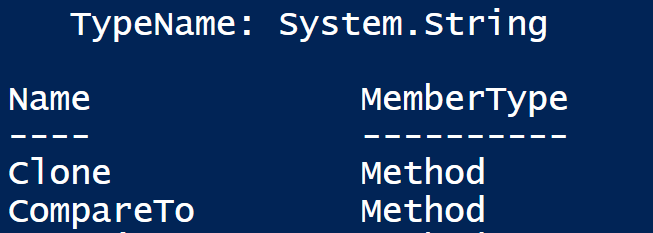 TypeName: System.String
Name MemberType
---- ----------
Clone Method
CompareTo Method